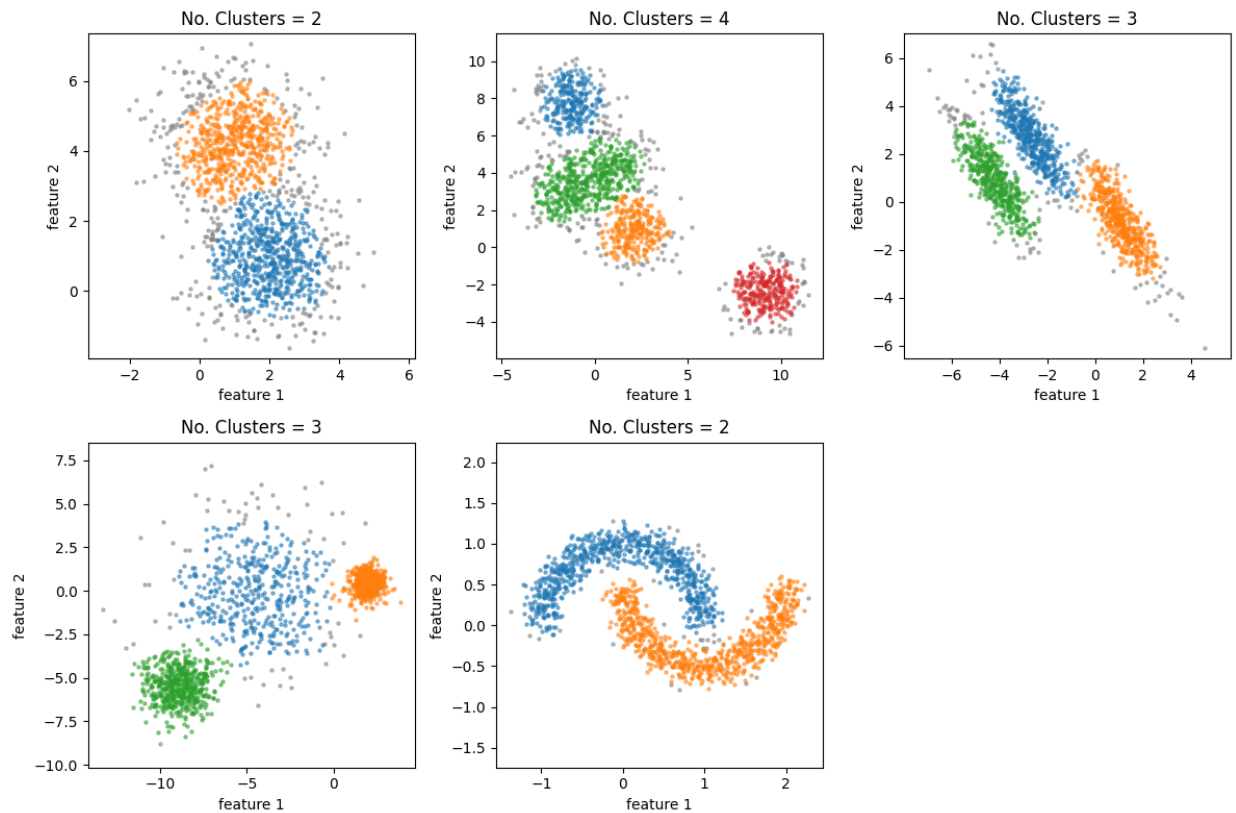 No. Clusters = 2
feature 2
6
4
2
0
−2 0 2 4 6
feature 1
No. Clusters = 4
feature 2
10
8
6
4
2
0
−2
−4
−5 0 5 10
feature 1
No. Clusters = 3
feature 2
6
4
2
0
−2
−4
−6
−6 −4 −2 0 2 4
feature 1
No. Clusters = 3
feature 2
7.5
5.0
2.5
0.0
−2.5
−5.0
−7.5
−10.0
−10 −5 0
feature 1
No. Clusters = 2
feature 2
2.0
1.5
1.0
0.5
0.0
−0.5
−1.0
−1.5
−1 0 1 2
feature 1